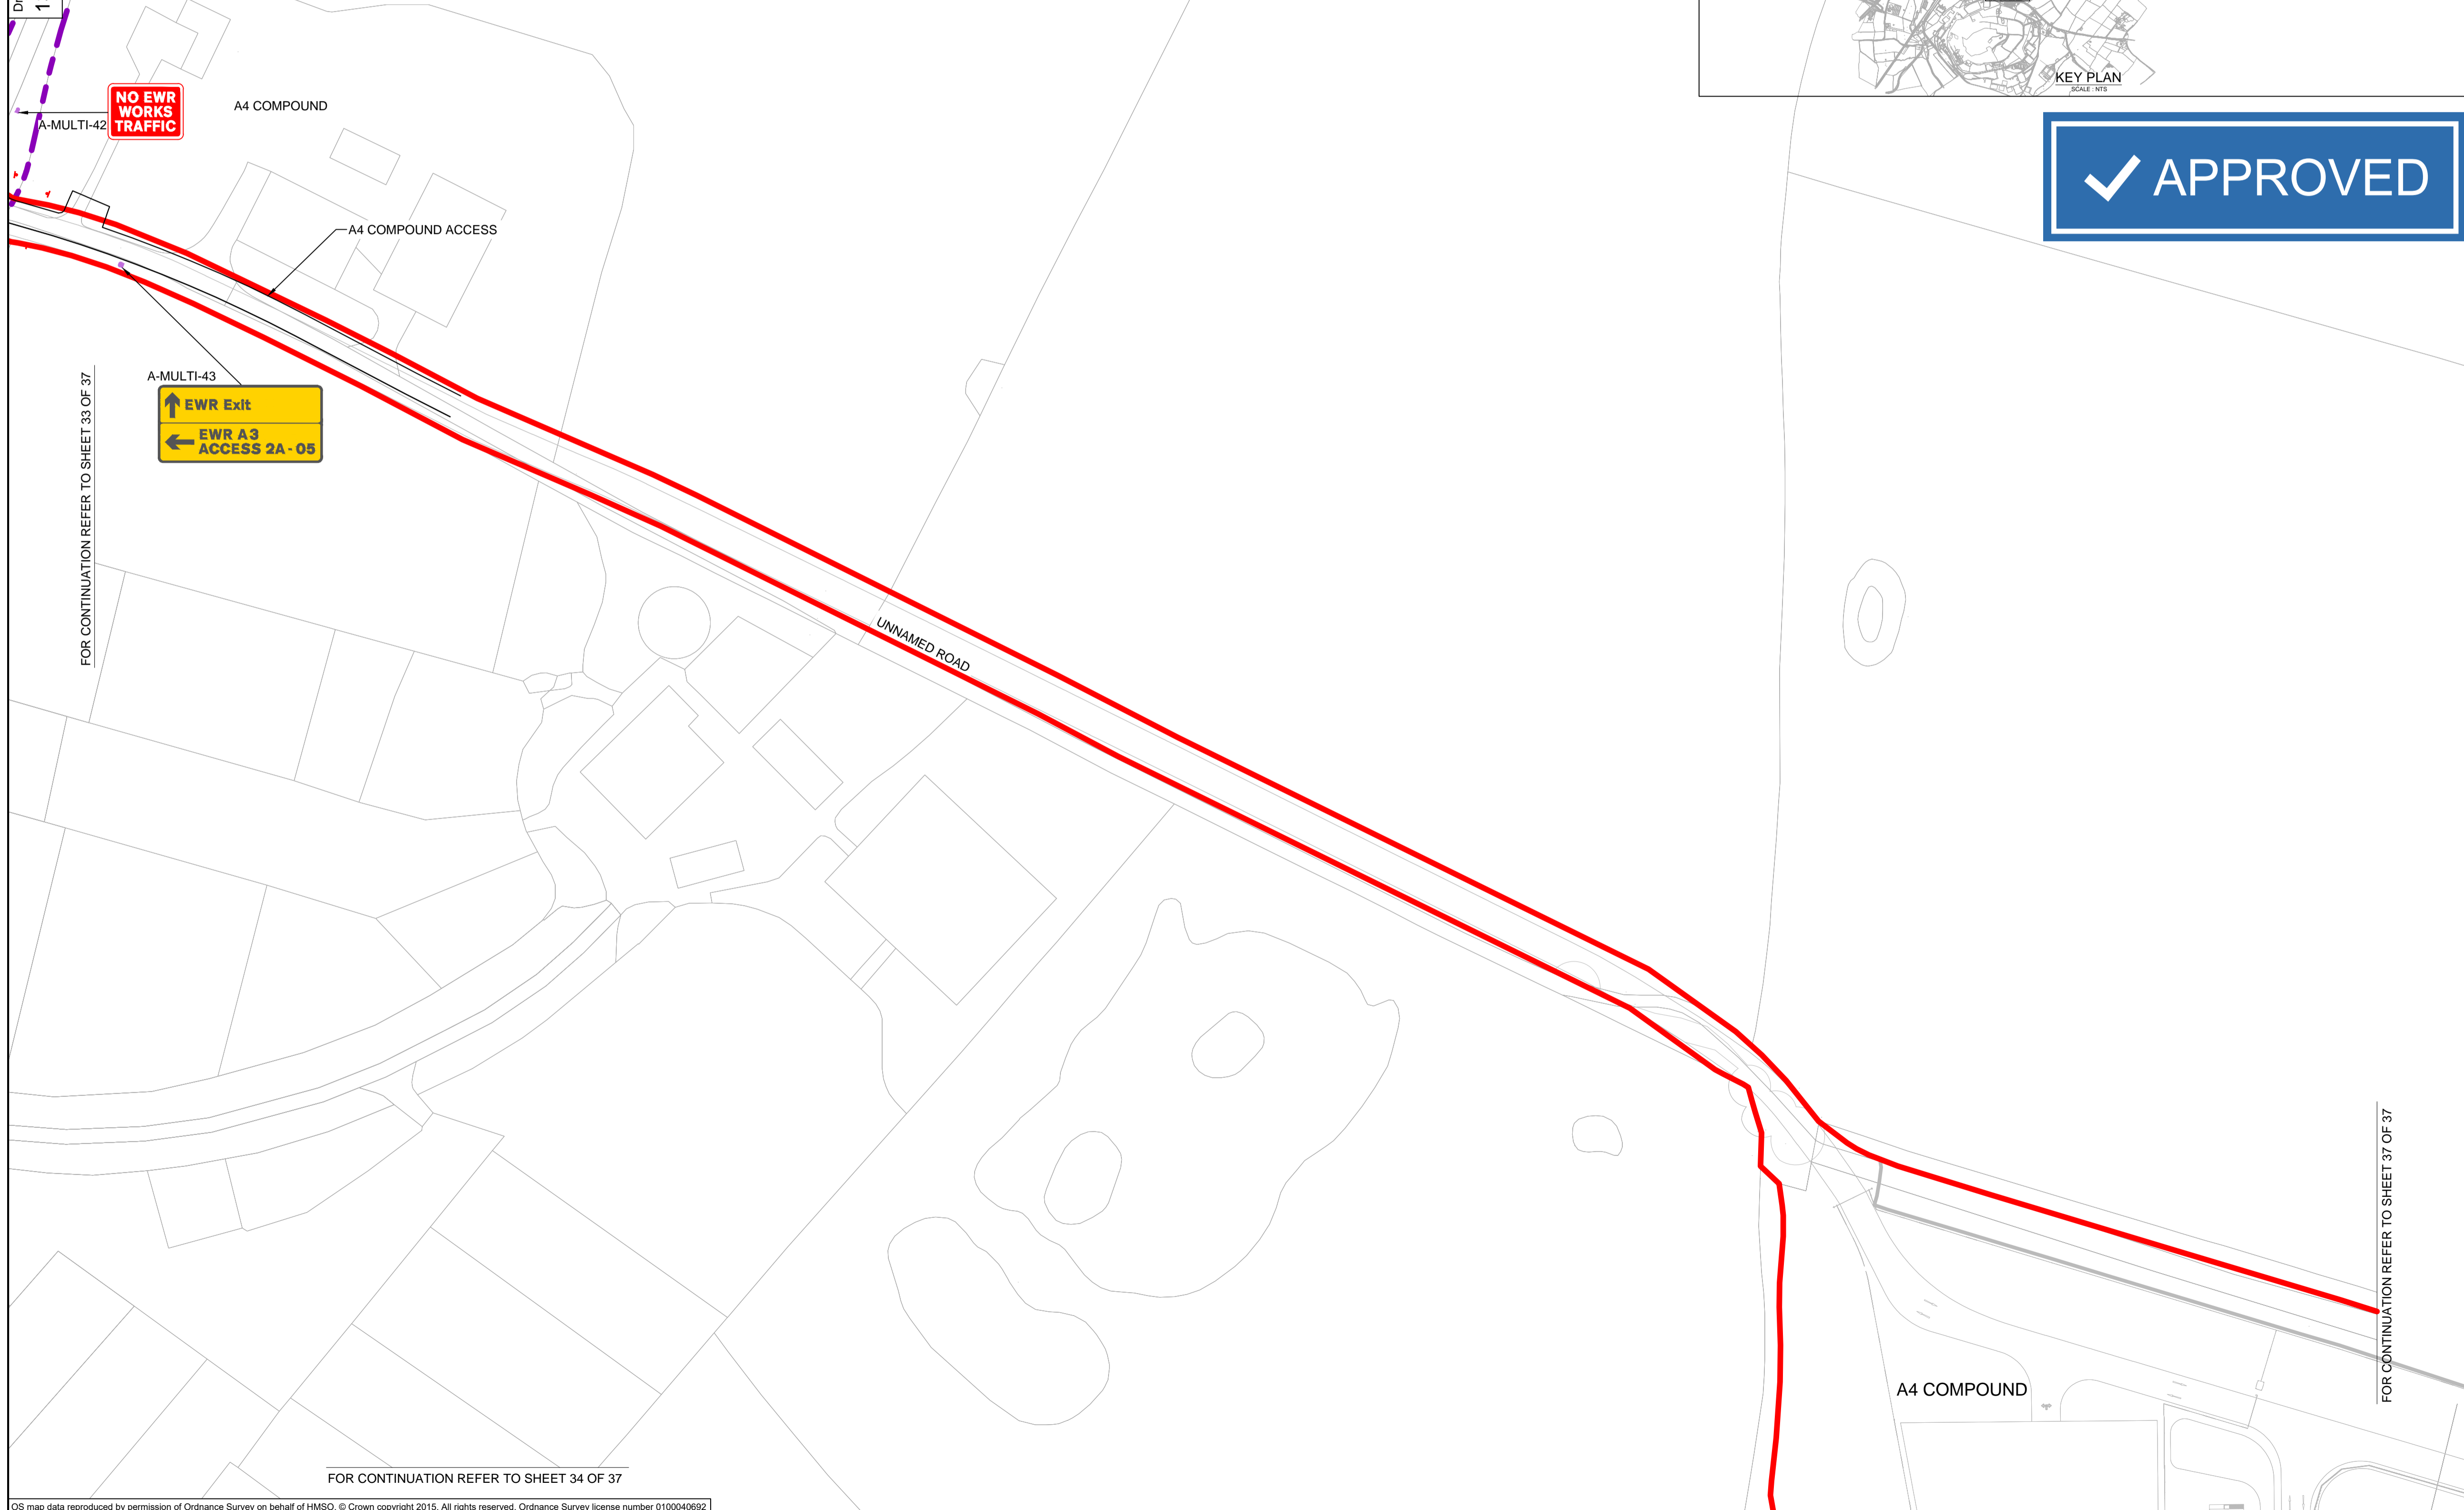 Dr
1
NO EWR
WORKS
TRAFFIC
A-MULTI-42
A4 COMPOUND
KEY PLAN
SCALE : NTS
✓ APPROVED
A4 COMPOUND ACCESS
A-MULTI-43
EWR Exit
EWR A3
ACCESS 2A - 05
FOR CONTINUATION REFER TO SHEET 33 OF 37
UNNAMED ROAD
FOR CONTINUATION REFER TO SHEET 37 OF 37
A4 COMPOUND
FOR CONTINUATION REFER TO SHEET 34 OF 37
OS map data reproduced by permission of Ordnance Survey on behalf of HMSO. © Crown copyright 2015. All rights reserved. Ordnance Survey license number 0100040692